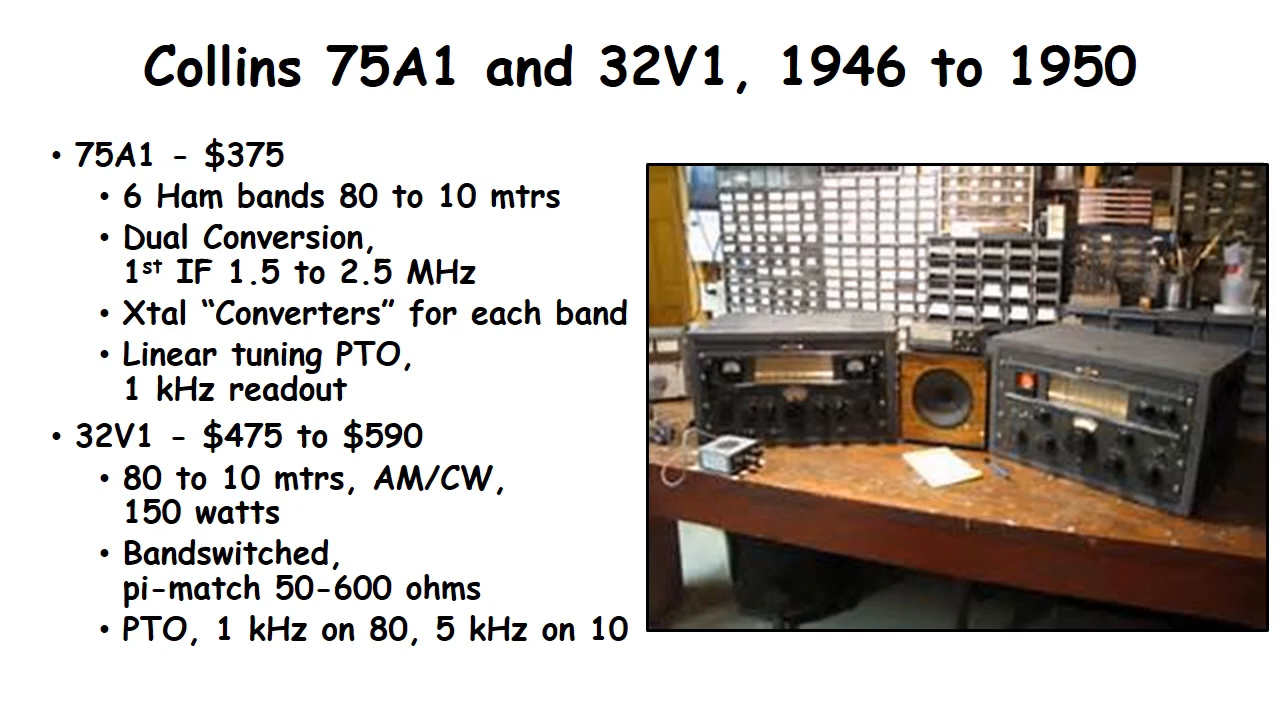 Collins 75A1 and 32V1, 1946 to 1950
• 75A1 - $375
• 6 Ham bands 80 to 10 mtrs
• Dual Conversion,
1st IF 1.5 to 2.5 MHz
• Xtal “Converters” for each band
• Linear tuning PTO,
1 kHz readout
• 32V1 - $475 to $590
• 80 to 10 mtrs, AM/CW,
150 watts
• Bandswitched,
pi-match 50-600 ohms
• PTO, 1 kHz on 80, 5 kHz on 10